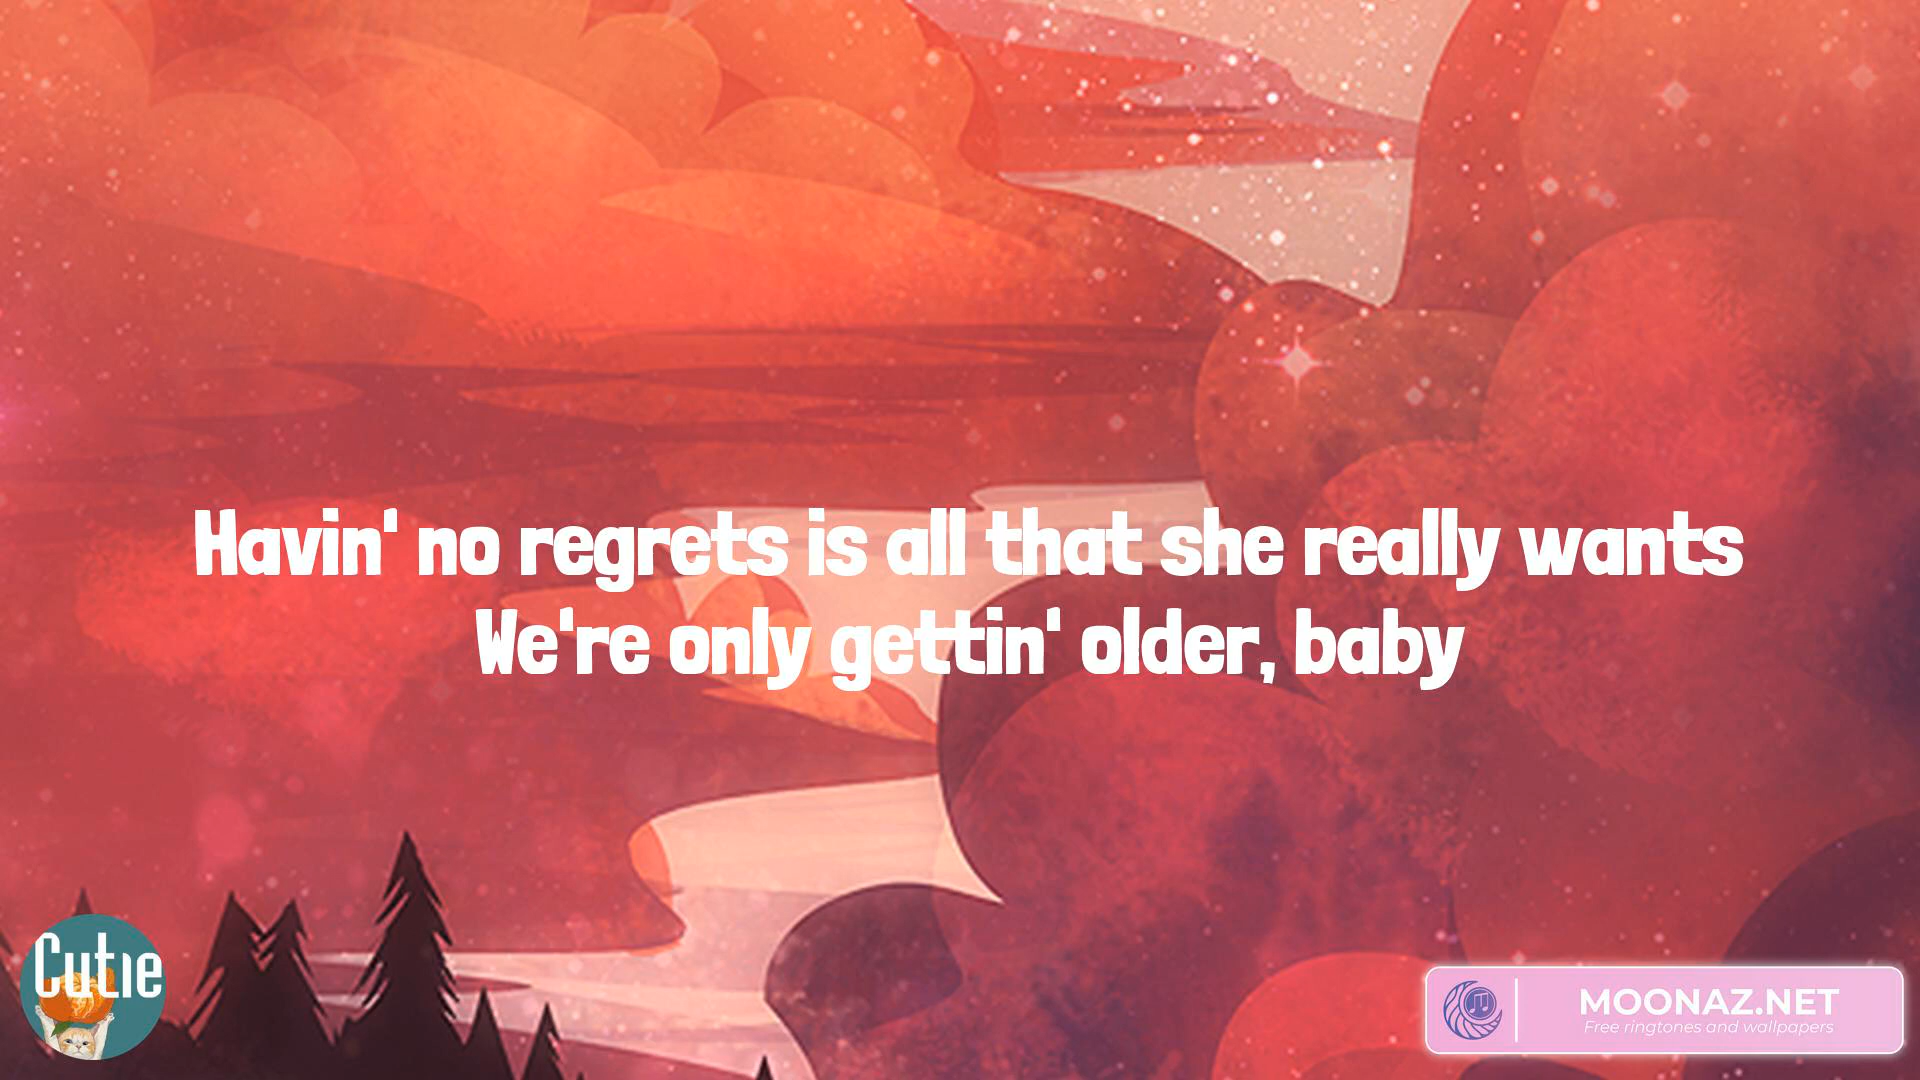 Havin' no regrets is all that she really wants
We're only gettin' older, baby
Cutie
MOONAZ.NET
Free ringtones and wallpapers